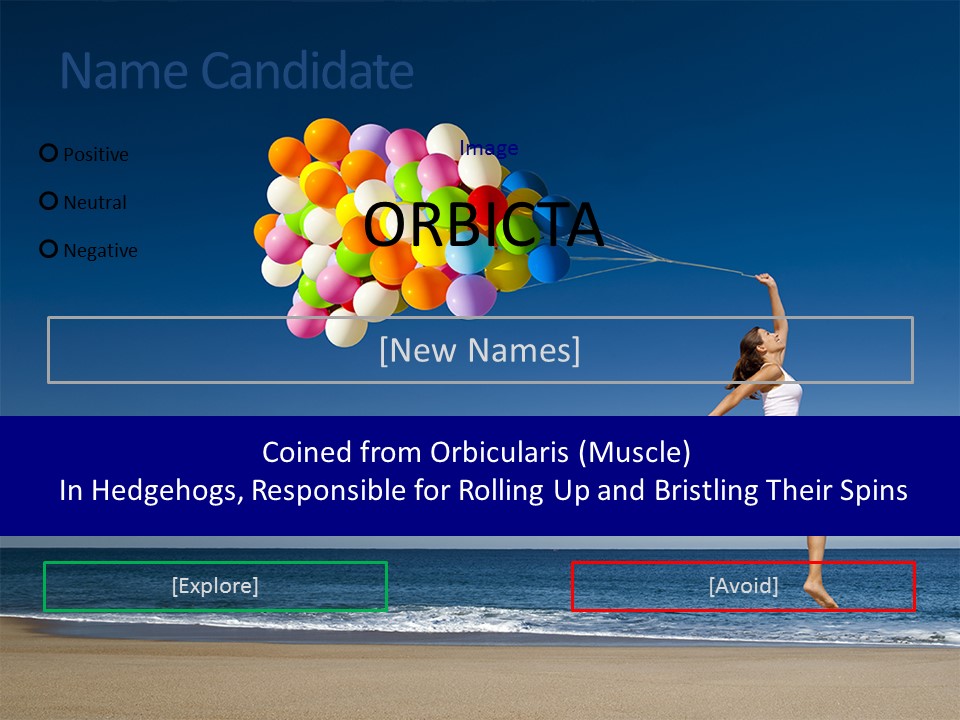 Name Candidate
Image
Positive
Neutral
Negative
ORBICTA
[New Names]
Coined from Orbicularis (Muscle)
In Hedgehogs, Responsible for Rolling Up and Bristling Their Spins
[Explore]
[Avoid]